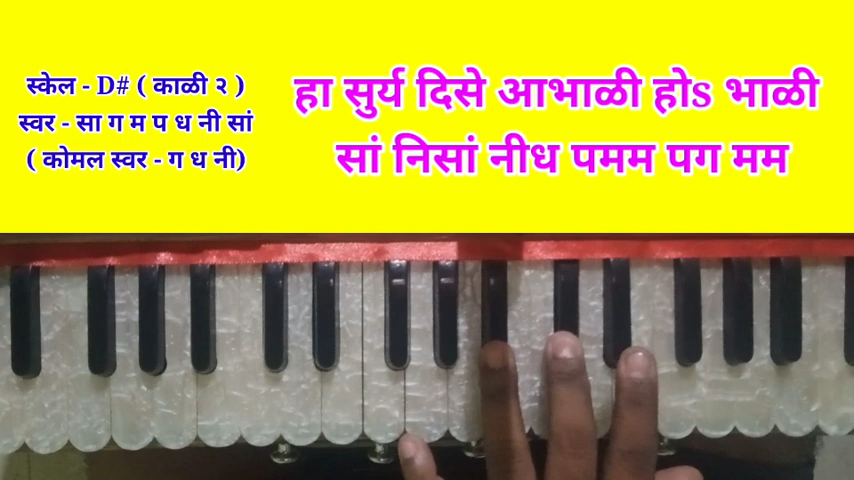 स्केल - D# ( काळी २ )
स्वर - सा ग म प ध नी सां
( कोमल स्वर - ग ध नी)
हा सुर्य दिसे आभाळी होs भाळी
सां निसां नीध पमम पग मम